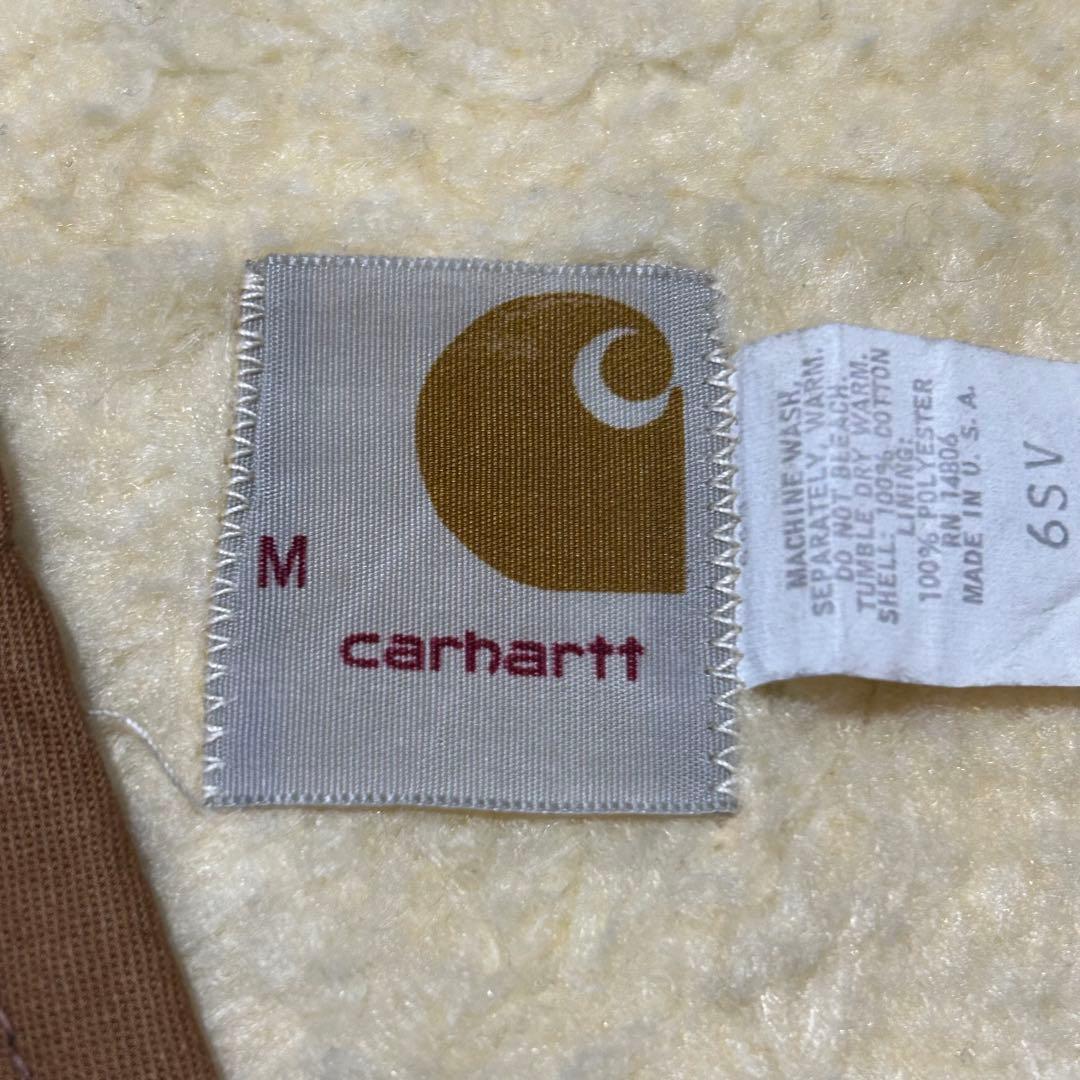 M
carhartt
MACHINE WASH,
SEPARATELY, WARM.
DO NOT BLEACH.
TUMBLE DRY WARM.
SHELL: 100% COTTON
LINING:
100% POLYESTER
RN 14806
MADE IN U. S. A.
6SV